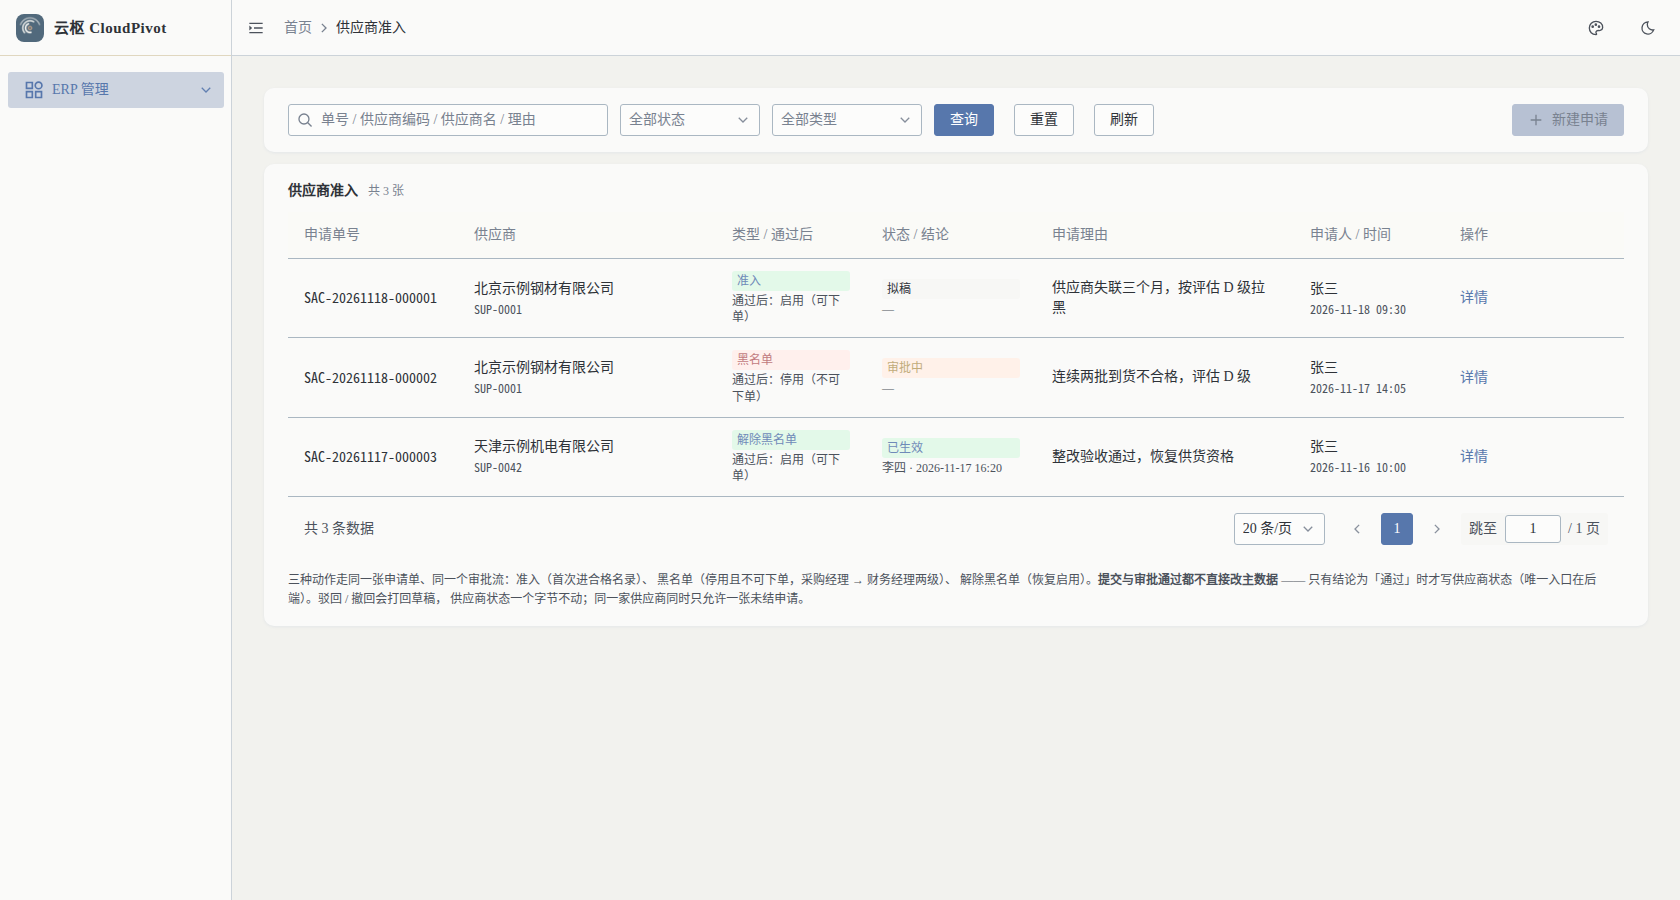 云枢 CloudPivot
首页 > 供应商准入
ERP 管理
单号 / 供应商编码 / 供应商名 / 理由
全部状态
全部类型
查询
重置
刷新
新建申请
供应商准入 共 3 张
申请单号 供应商 类型 / 通过后 状态 / 结论 申请理由 申请人 / 时间 操作
SAC-20261118-000001
北京示例钢材有限公司
SUP-0001
准入
通过后：启用（可下
单）
拟稿
—
供应商失联三个月，按评估 D 级拉
黑
张三
2026-11-18 09:30
详情
SAC-20261118-000002
北京示例钢材有限公司
SUP-0001
黑名单
通过后：停用（不可
下单）
审批中
—
连续两批到货不合格，评估 D 级
张三
2026-11-17 14:05
详情
SAC-20261117-000003
天津示例机电有限公司
SUP-0042
解除黑名单
通过后：启用（可下
单）
已生效
李四 · 2026-11-17 16:20
整改验收通过，恢复供货资格
张三
2026-11-16 10:00
详情
共 3 条数据
20 条/页
1
跳至 1 / 1 页
三种动作走同一张申请单、同一个审批流：准入（首次进合格名录）、 黑名单（停用且不可下单，采购经理 → 财务经理两级）、 解除黑名单（恢复启用）。提交与审批通过都不直接改主数据 —— 只有结论为「通过」时才写供应商状态（唯一入口在后
端）。驳回 / 撤回会打回草稿， 供应商状态一个字节不动；同一家供应商同时只允许一张未结申请。